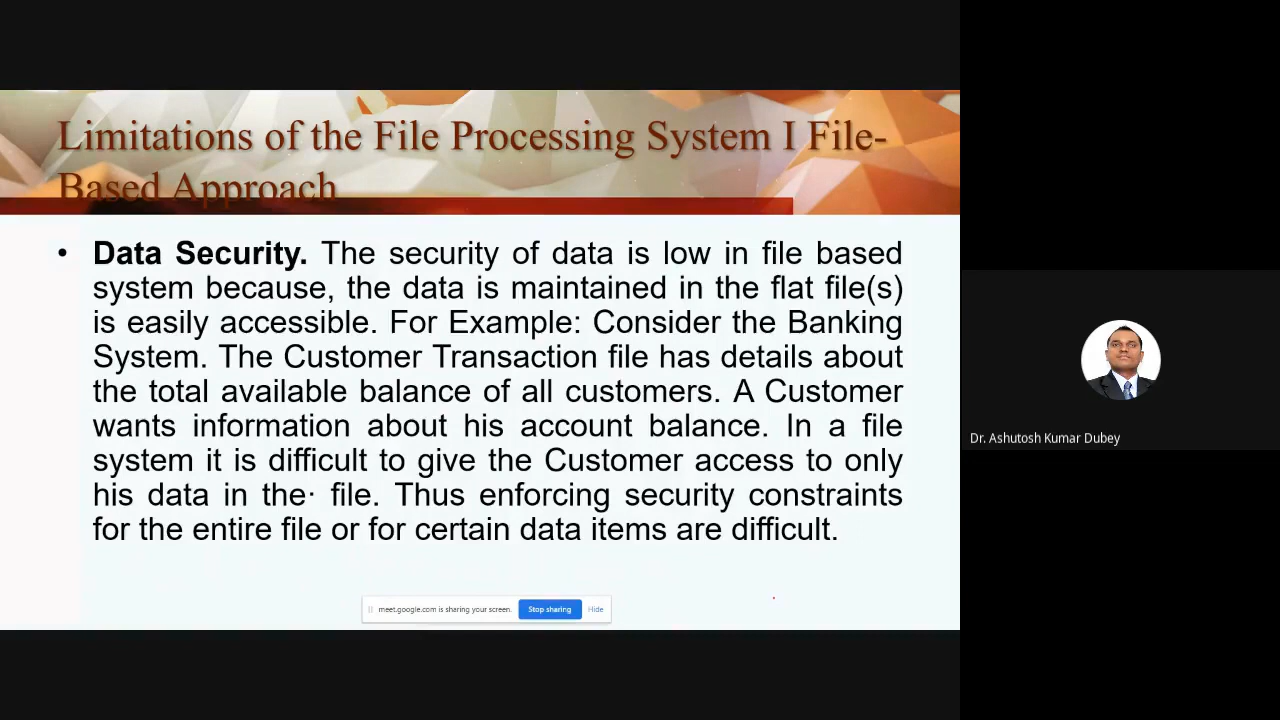 Limitations of the File Processing System I File-
Based Approach
• Data Security. The security of data is low in file based
system because, the data is maintained in the flat file(s)
is easily accessible. For Example: Consider the Banking
System. The Customer Transaction file has details about
the total available balance of all customers. A Customer
wants information about his account balance. In a file
system it is difficult to give the Customer access to only
his data in the· file. Thus enforcing security constraints
for the entire file or for certain data items are difficult.
meet.google.com is sharing your screen. Stop sharing Hide
Dr. Ashutosh Kumar Dubey